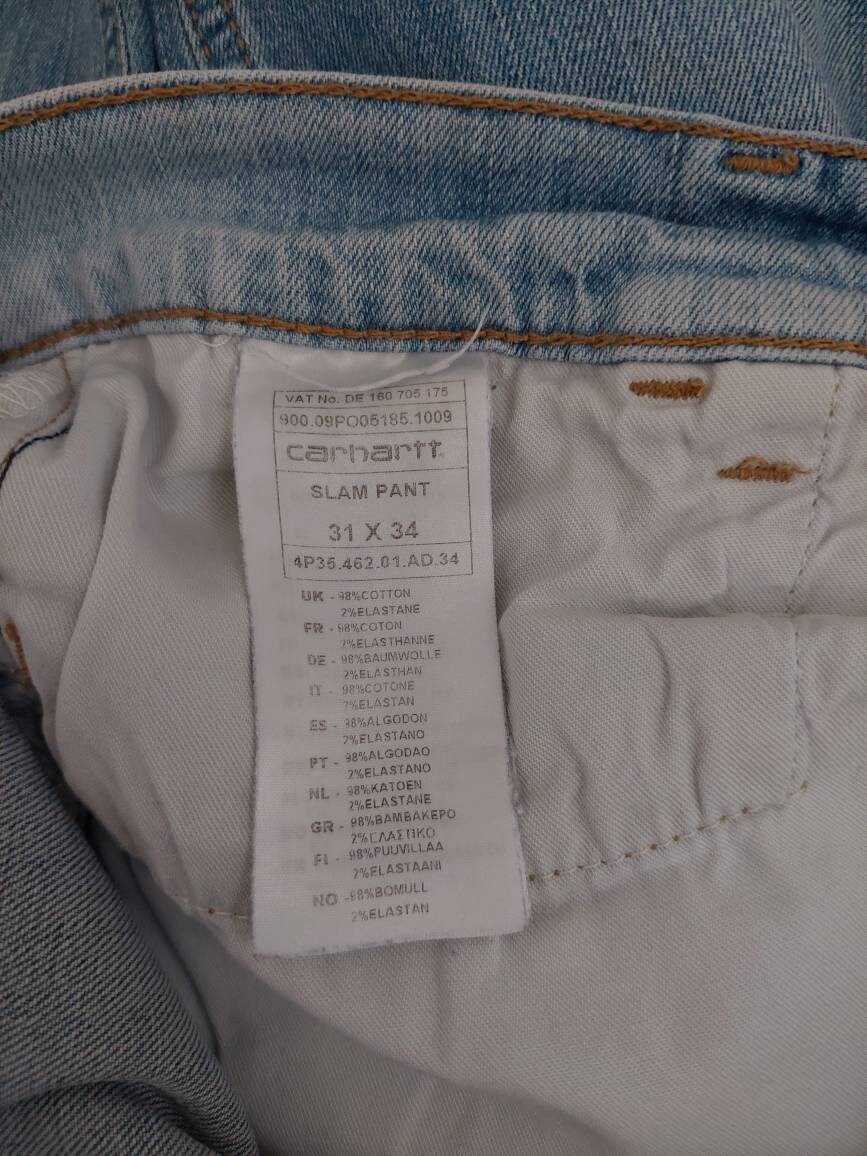 VAT No. DE 160 705 175
900.09PO05185.1009
carhartt
SLAM PANT
31 X 34
4P35.462.01.AD.34
UK - 98%COTTON
2%ELASTANE
FR - 98%COTON
2%ELASTHANNE
DE - 98%BAUMWOLLE
2%ELASTHAN
IT - 98%COTONE
2%ELASTAN
ES - 98%ALGODON
2%ELASTANO
PT - 98%ALGODAO
2%ELASTANO
NL - 98%KATOEN
2%ELASTANE
GR - 98%ΒΑΜΒΑΚΕΡΟ
2%ΕΛΑΣΤΙΚΟ
FI - 98%PUUVILLAA
2%ELASTAANI
NO - 98%BOMULL
2%ELASTAN